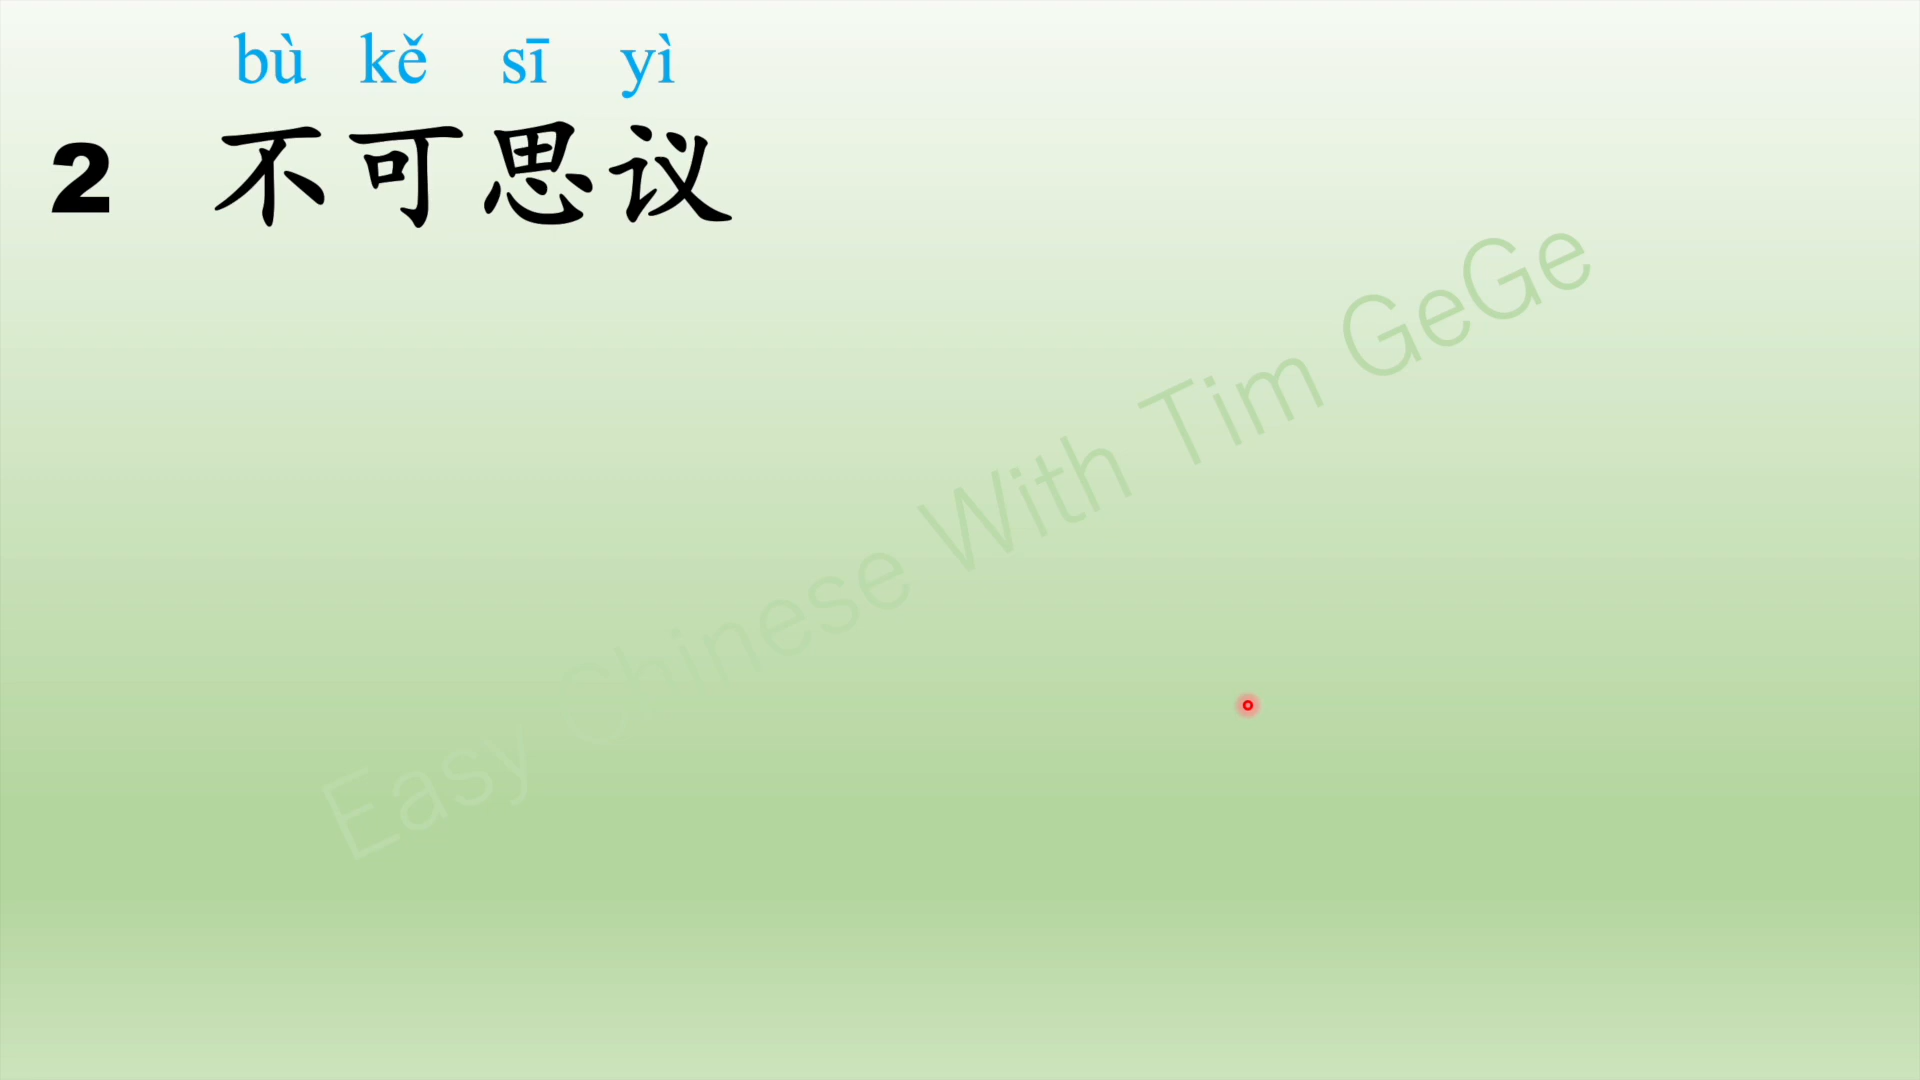 bù kě sī yì
2 不可思议
Easy Chinese With Tim GeGe